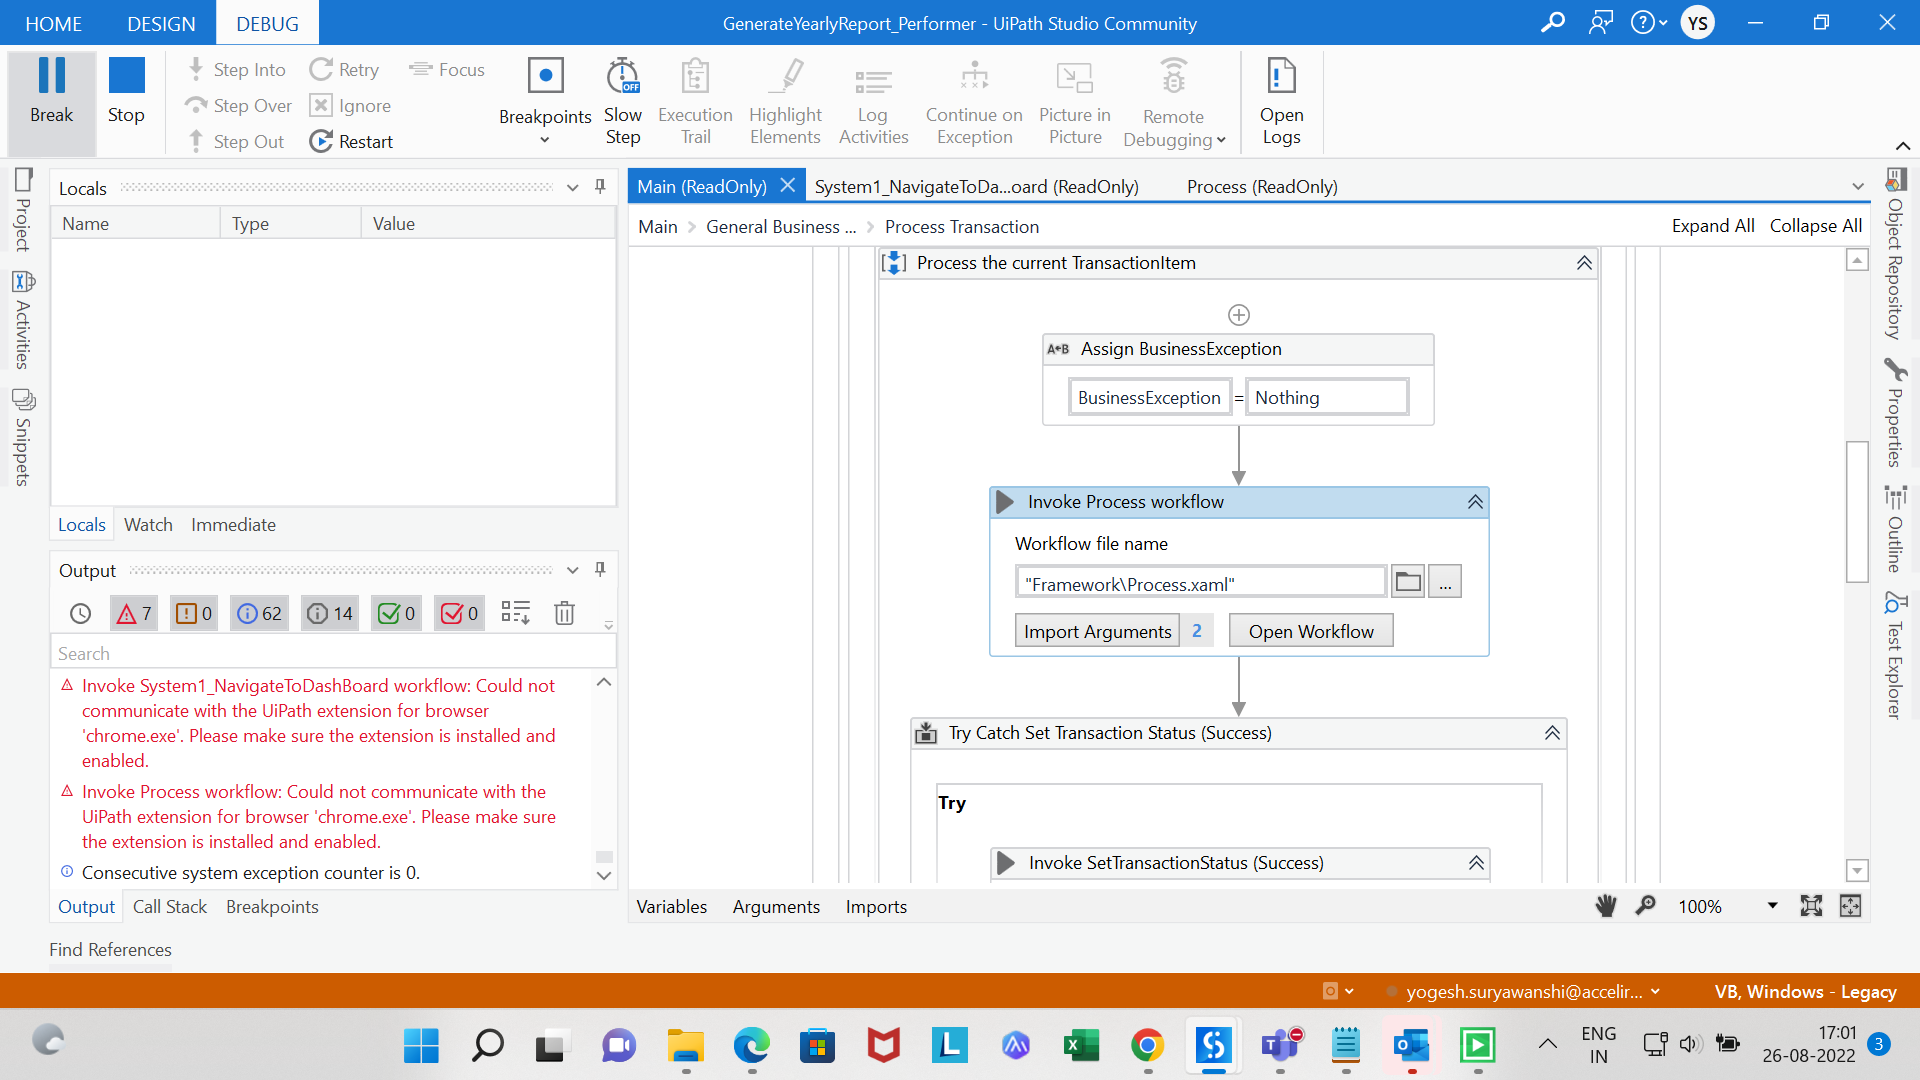 HOME DESIGN DEBUG GenerateYearlyReport_Performer - UiPath Studio Community YS
Break Stop
Step Into Retry Focus
Step Over Ignore
Step Out Restart
Breakpoints
Slow Step OFF
Execution Trail
Highlight Elements
Log Activities
Continue on Exception
Picture in Picture
Remote Debugging
Open Logs
Project
Activities
Snippets
Locals
Name Type Value
Locals Watch Immediate
Output
7 0 62 14 0 0
Search
Invoke System1_NavigateToDashBoard workflow: Could not
communicate with the UiPath extension for browser
'chrome.exe'. Please make sure the extension is installed and
enabled.
Invoke Process workflow: Could not communicate with the
UiPath extension for browser 'chrome.exe'. Please make sure
the extension is installed and enabled.
Consecutive system exception counter is 0.
Output Call Stack Breakpoints
Find References
Main (ReadOnly) System1_NavigateToDa...oard (ReadOnly) Process (ReadOnly)
Main General Business ... Process Transaction Expand All Collapse All
Process the current TransactionItem
A B Assign BusinessException
BusinessException = Nothing
Invoke Process workflow
Workflow file name
"Framework\Process.xaml" ...
Import Arguments 2 Open Workflow
Try Catch Set Transaction Status (Success)
Try
Invoke SetTransactionStatus (Success)
Variables Arguments Imports 100%
Object Repository
Properties
Outline
Test Explorer
yogesh.suryawanshi@accelir... VB, Windows - Legacy
ENG
IN
17:01
26-08-2022 3